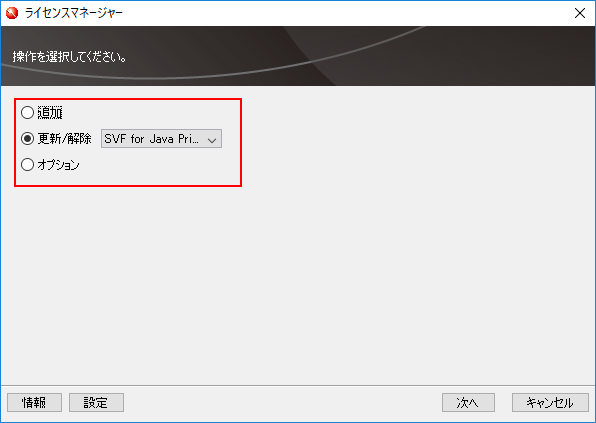 ライセンスマネージャー
操作を選択してください。
追加
更新/解除 SVF for Java Pri...
オプション
情報 設定 次へ キャンセル